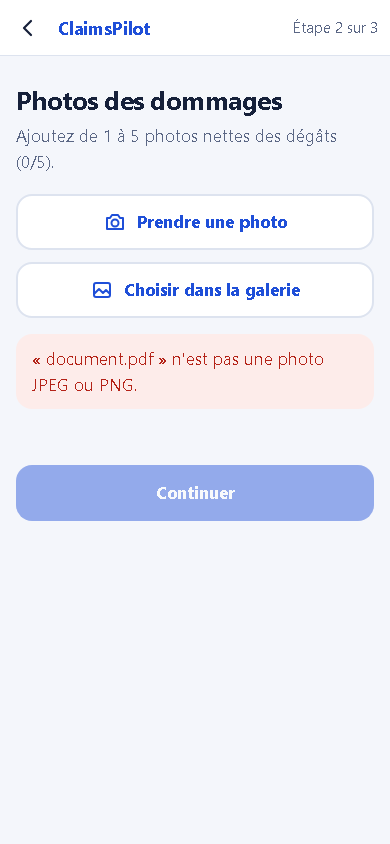 ClaimsPilot
Étape 2 sur 3
Photos des dommages
Ajoutez de 1 à 5 photos nettes des dégâts
(0/5).
Prendre une photo
Choisir dans la galerie
« document.pdf » n'est pas une photo
JPEG ou PNG.
Continuer